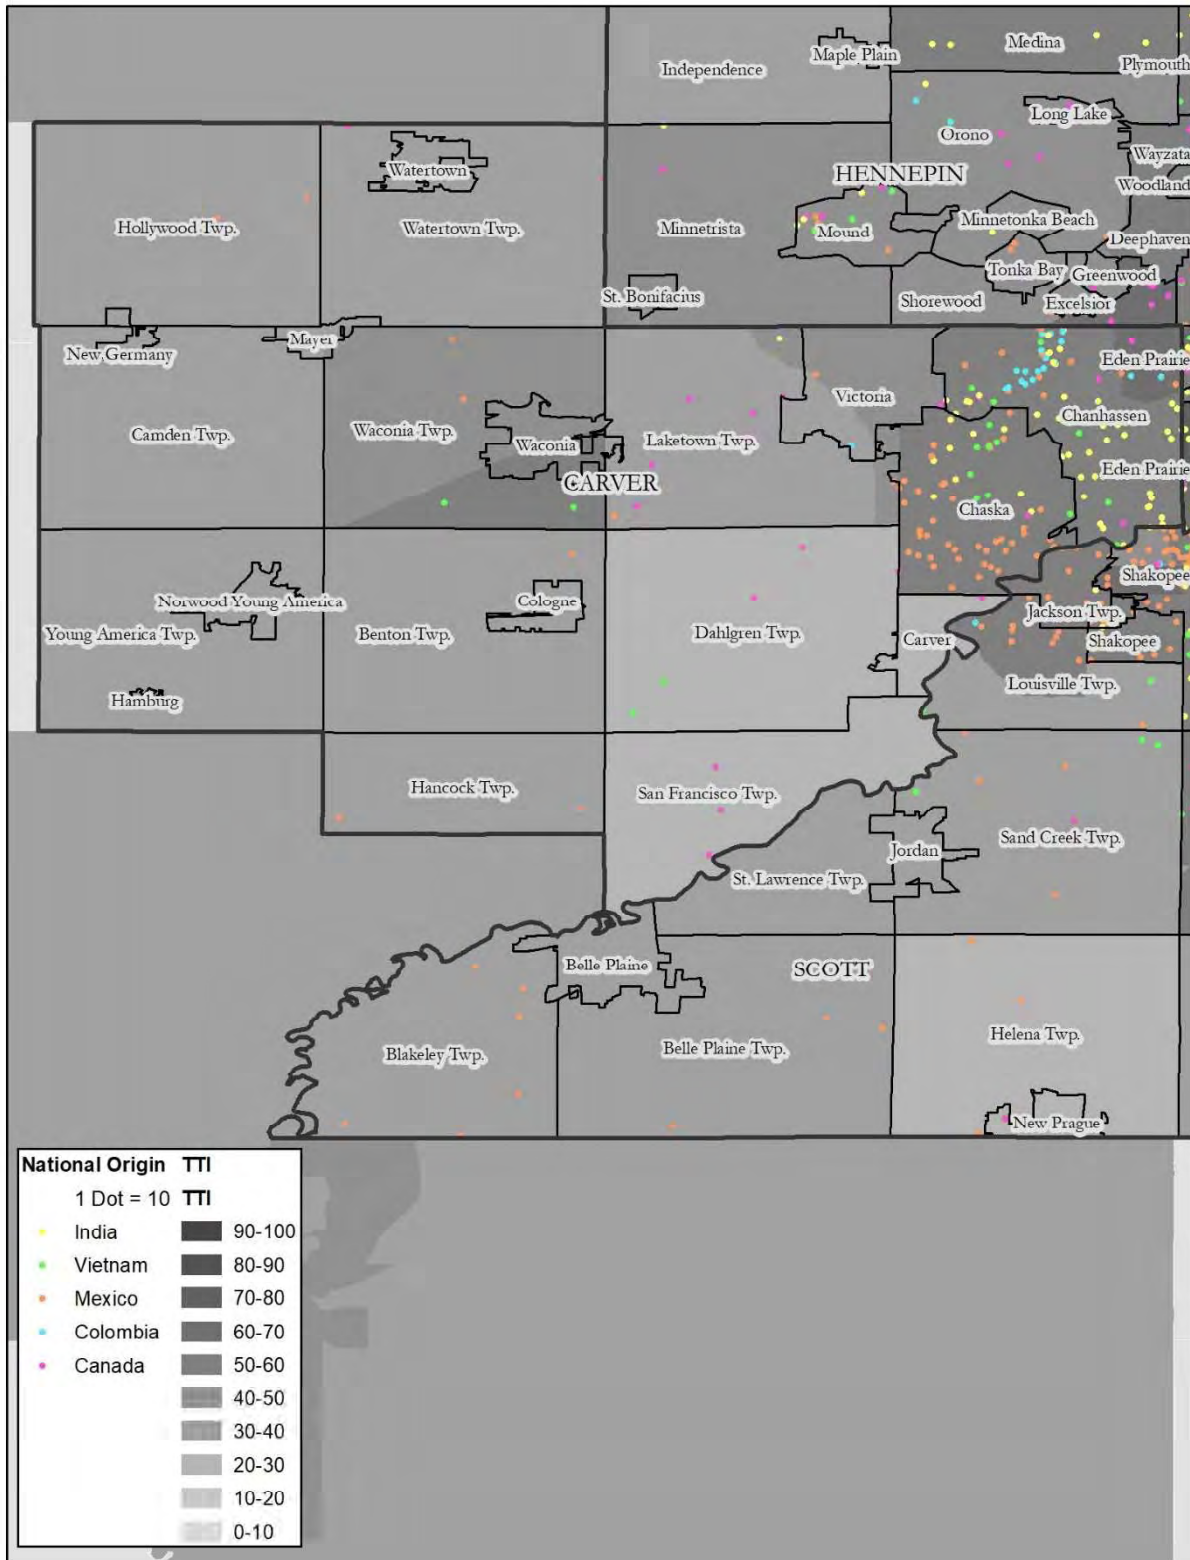 Medina
Maple Plain
Plymouth
Independence
Long Lake
Orono
Wayzata
Watertown
HENNEPIN
Woodland
Hollywood Twp.
Watertown Twp.
Minnetrista
Mound
Minnetonka Beach
Deephaven
Tonka Bay
Greenwood
St. Bonifacius
Shorewood
Excelsior
New Germany
Mayer
Eden Prairie
Victoria
Chanhassen
Camden Twp.
Waconia Twp.
Waconia
Laketown Twp.
Eden Prairie
CARVER
Chaska
Shakopee
Norwood Young America
Cologne
Jackson Twp.
Young America Twp.
Benton Twp.
Dahlgren Twp.
Carver
Shakopee
Hamburg
Louisville Twp.
Hancock Twp.
San Francisco Twp.
Sand Creek Twp.
Jordan
St. Lawrence Twp.
Belle Plaine
SCOTT
Blakeley Twp.
Belle Plaine Twp.
Helena Twp.
New Prague
National Origin TTI
1 Dot = 10 TTI
India 90-100
Vietnam 80-90
Mexico 70-80
Colombia 60-70
Canada 50-60
40-50
30-40
20-30
10-20
0-10